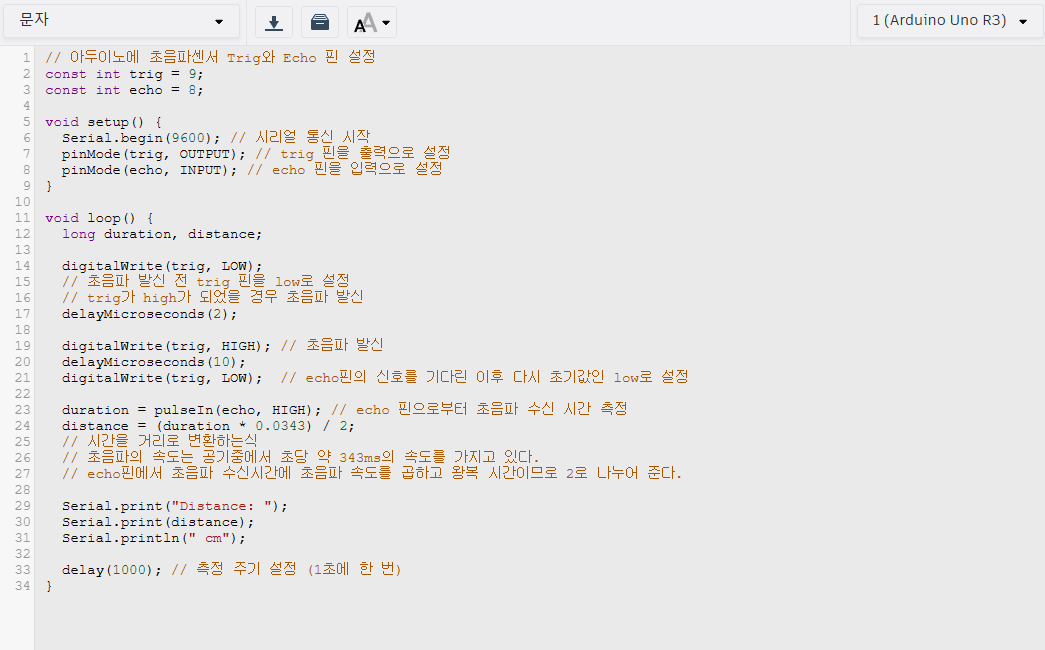 문자
1 (Arduino Uno R3)
1 // 아두이노에 초음파센서 Trig와 Echo 핀 설정
2 const int trig = 9;
3 const int echo = 8;
4
5 void setup() {
6   Serial.begin(9600); // 시리얼 통신 시작
7   pinMode(trig, OUTPUT); // trig 핀을 출력으로 설정
8   pinMode(echo, INPUT); // echo 핀을 입력으로 설정
9 }
10
11 void loop() {
12   long duration, distance;
13
14   digitalWrite(trig, LOW);
15   // 초음파 발신 전 trig 핀을 low로 설정
16   // trig가 high가 되었을 경우 초음파 발신
17   delayMicroseconds(2);
18
19   digitalWrite(trig, HIGH); // 초음파 발신
20   delayMicroseconds(10);
21   digitalWrite(trig, LOW);  // echo핀의 신호를 기다린 이후 다시 초기값인 low로 설정
22
23   duration = pulseIn(echo, HIGH); // echo 핀으로부터 초음파 수신 시간 측정
24   distance = (duration * 0.0343) / 2;
25   // 시간을 거리로 변환하는식
26   // 초음파의 속도는 공기중에서 초당 약 343ms의 속도를 가지고 있다.
27   // echo핀에서 초음파 수신시간에 초음파 속도를 곱하고 왕복 시간이므로 2로 나누어 준다.
28
29   Serial.print("Distance: ");
30   Serial.print(distance);
31   Serial.println(" cm");
32
33   delay(1000); // 측정 주기 설정 (1초에 한 번)
34 }